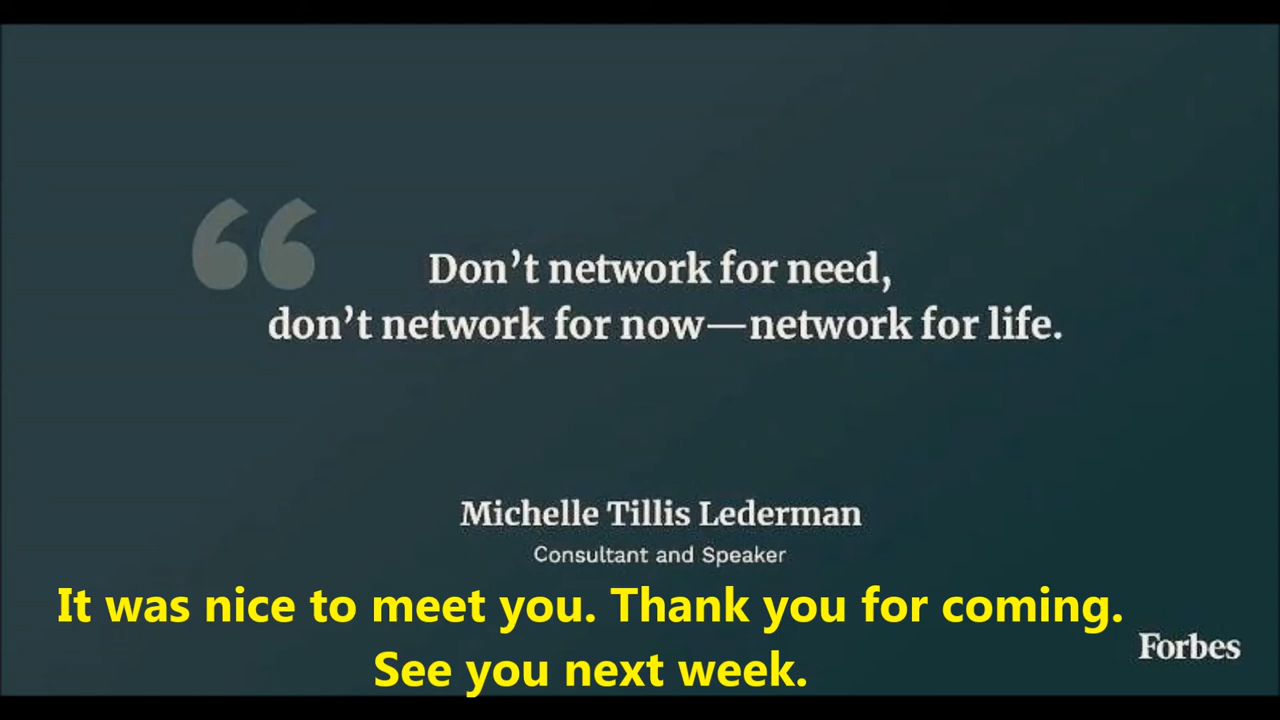 “
Don’t network for need,
don’t network for now—network for life.
Michelle Tillis Lederman
Consultant and Speaker
It was nice to meet you. Thank you for coming.
See you next week.
Forbes